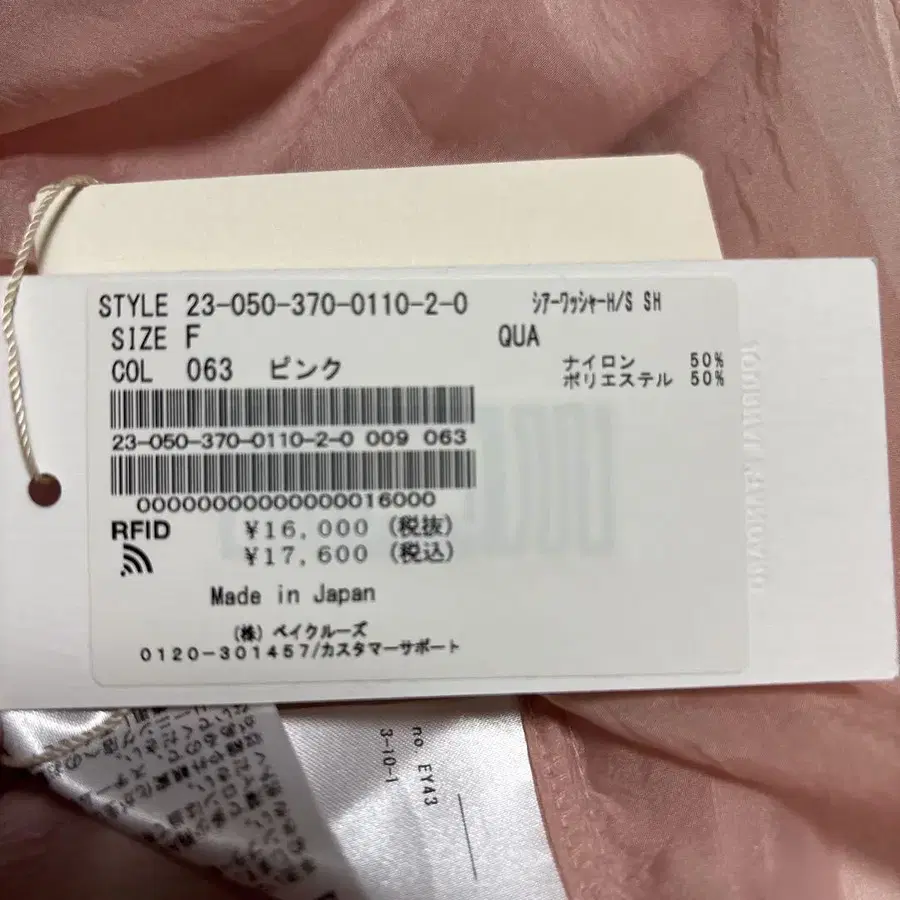 STYLE 23-050-370-0110-2-0
シアーワッシャーH/S SH
SIZE F
QUA
COL 063 ピンク
ナイロン 50%
ポリエステル 50%
23-050-370-0110-2-0 009 063
000000000000000016000
RFID
¥16,000 (税抜)
¥17,600 (税込)
Made in Japan
(株) ベイクルーズ
0120-301457/カスタマーサポート
JOURNAL STANDARD
no. EY43
3-10-1